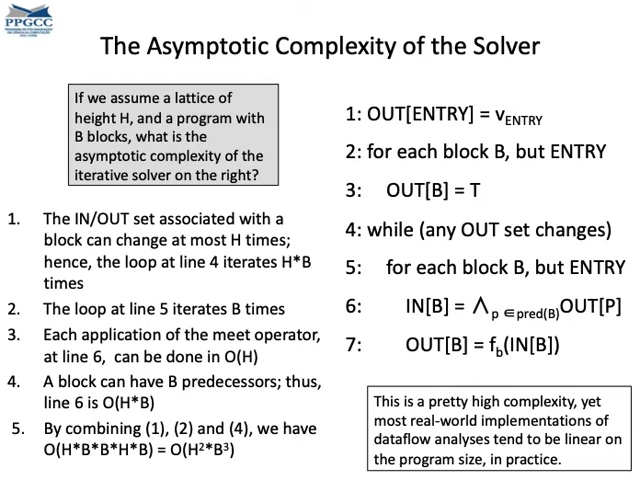 PPGCC
The Asymptotic Complexity of the Solver
If we assume a lattice of
height H, and a program with
B blocks, what is the
asymptotic complexity of the
iterative solver on the right?
1. The IN/OUT set associated with a
block can change at most H times;
hence, the loop at line 4 iterates H*B
times
2. The loop at line 5 iterates B times
3. Each application of the meet operator,
at line 6, can be done in O(H)
4. A block can have B predecessors; thus,
line 6 is O(H*B)
5. By combining (1), (2) and (4), we have
O(H*B*B*H*B) = O(H²*B³)
1: OUT[ENTRY] = vENTRY
2: for each block B, but ENTRY
3: OUT[B] = T
4: while (any OUT set changes)
5: for each block B, but ENTRY
6: IN[B] = ∧p∈pred(B)OUT[P]
7: OUT[B] = fb(IN[B])
This is a pretty high complexity, yet
most real-world implementations of
dataflow analyses tend to be linear on
the program size, in practice.